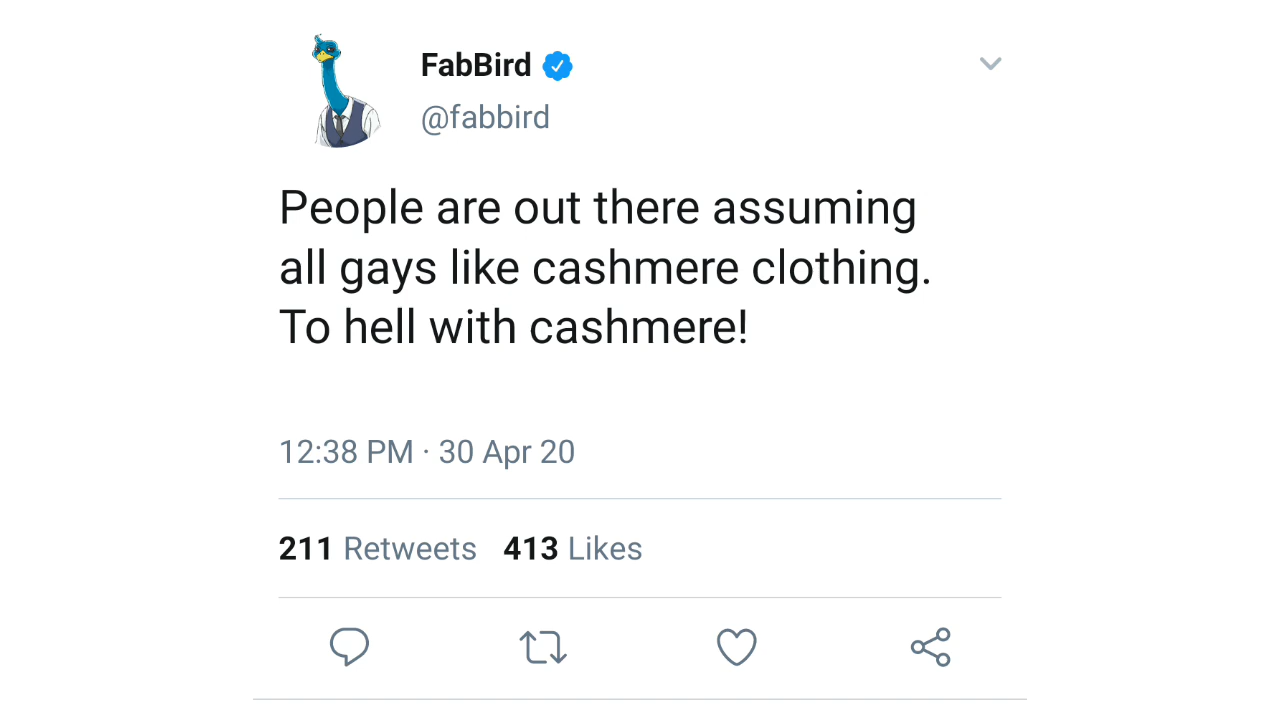 FabBird
@fabbird
People are out there assuming
all gays like cashmere clothing.
To hell with cashmere!
12:38 PM · 30 Apr 20
211 Retweets 413 Likes